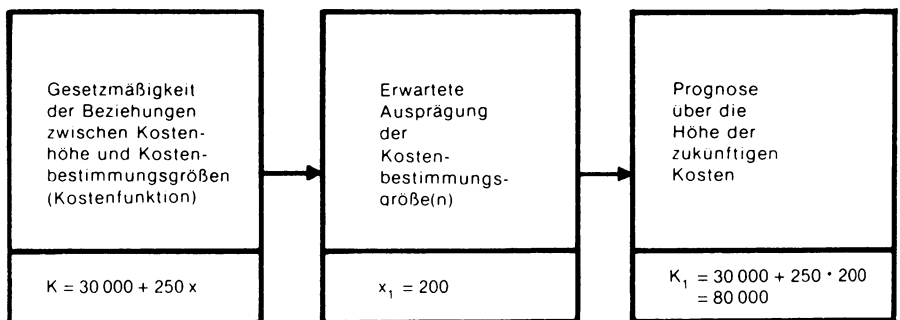 Gesetzmäßigkeit
der Beziehungen
zwischen Kosten-
höhe und Kosten-
bestimmungsgrößen
(Kostenfunktion)
K = 30 000 + 250 x
Erwartete
Ausprägung
der
Kosten-
bestimmungs-
größe(n)
x₁ = 200
Prognose
über die
Höhe der
zukünftigen
Kosten
K₁ = 30 000 + 250 · 200
= 80 000